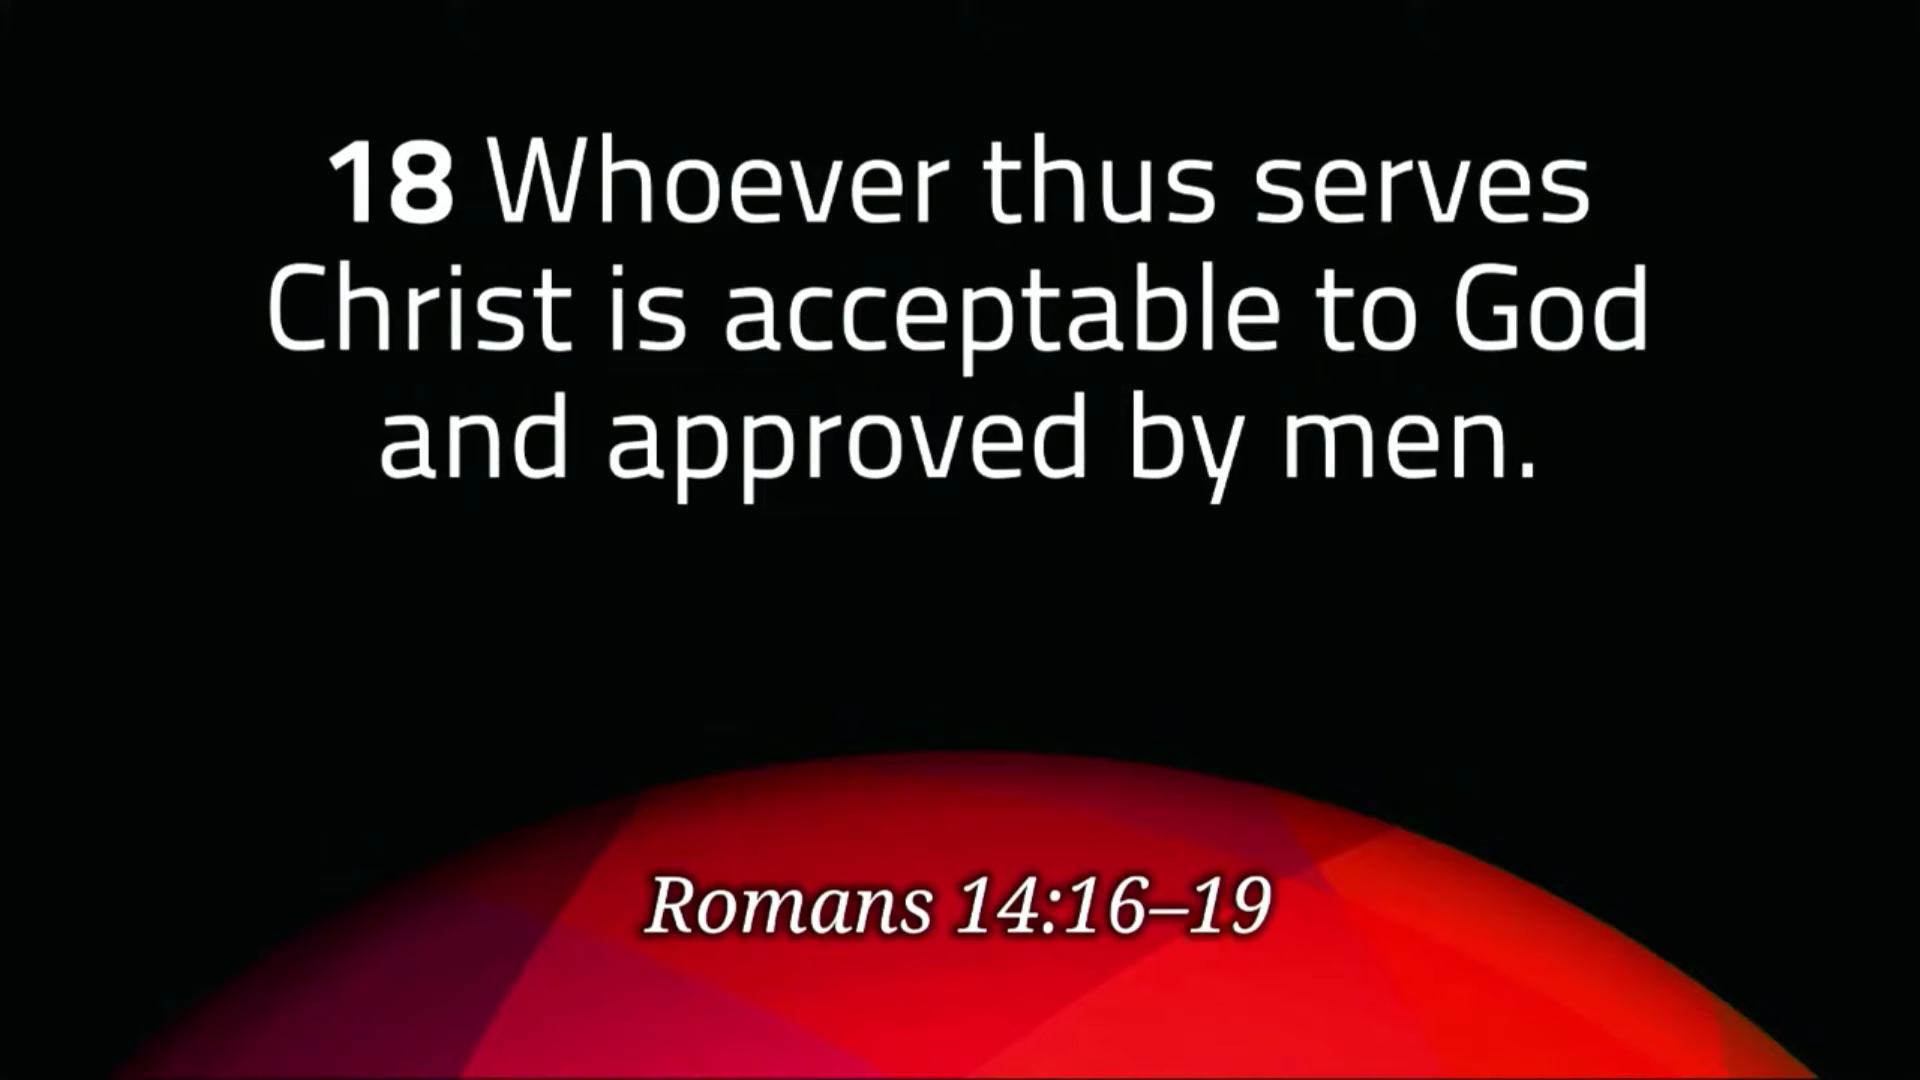 18 Whoever thus serves
Christ is acceptable to God
and approved by men.
Romans 14:16–19